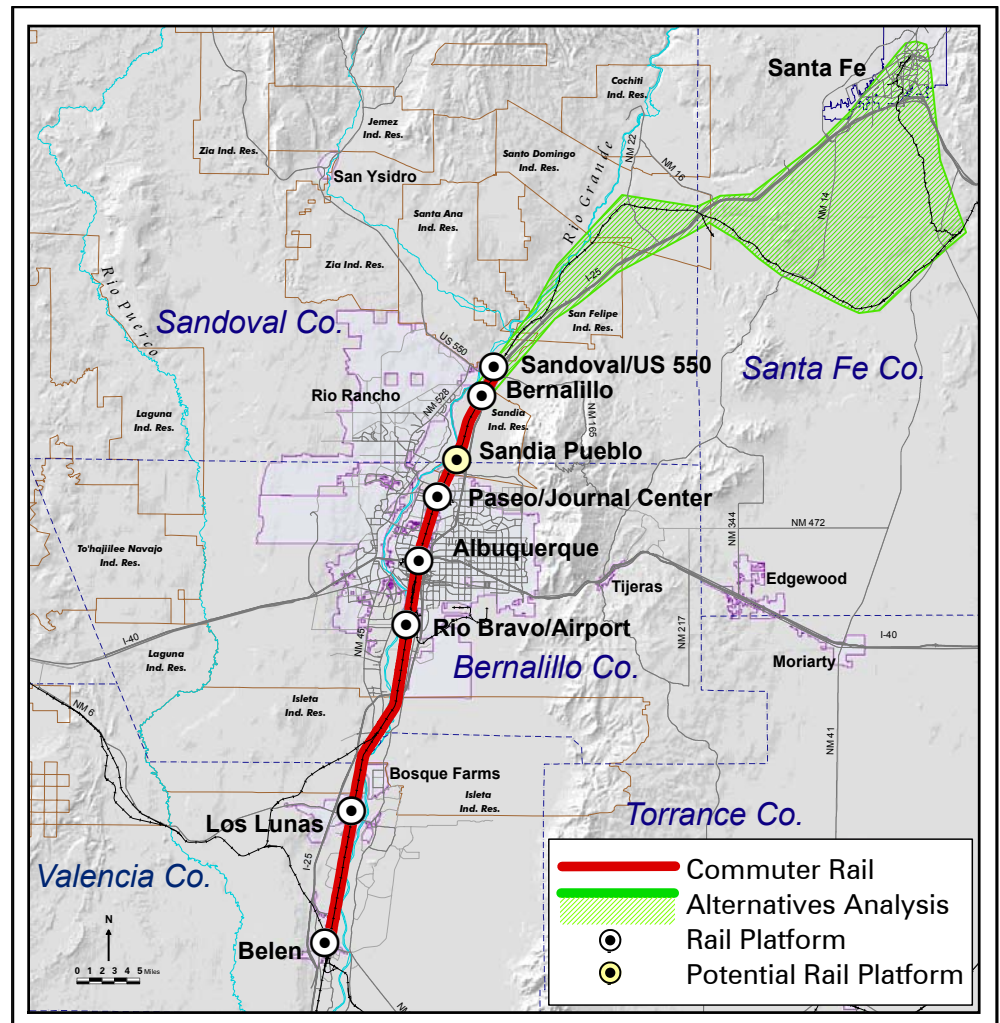 Santa Fe
Cochiti
Ind. Res.
Jemez
Ind. Res.
Zia Ind. Res.
Santo Domingo
Ind. Res.
NM 22
NM 16
San Ysidro
Rio Grande
NM 14
Santa Ana
Ind. Res.
Zia Ind. Res.
I-25
Rio Puerco
Sandoval Co.
San Felipe
Ind. Res.
US 550
Sandoval/US 550
Santa Fe Co.
Bernalillo
Rio Rancho
NM 528
Sandia
Ind. Res.
NM 165
Laguna
Ind. Res.
Sandia Pueblo
Paseo/Journal Center
NM 344
NM 472
To'hajiilee Navajo
Ind. Res.
Albuquerque
Tijeras
Edgewood
Rio Bravo/Airport
NM 45
NM 217
I-40
I-40
Laguna
Ind. Res.
Bernalillo Co.
Moriarty
Isleta
Ind. Res.
NM 6
NM 41
Bosque Farms
Isleta
Ind. Res.
Los Lunas
Torrance Co.
I-25
Valencia Co.
Commuter Rail
Alternatives Analysis
Rail Platform
Potential Rail Platform
N
Belen
0 1 2 3 4 5 Miles